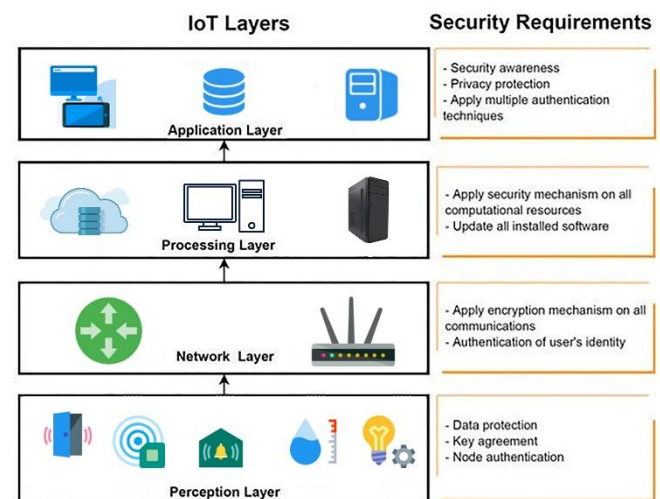 IoT Layers
Security Requirements
Application Layer
- Security awareness
- Privacy protection
- Apply multiple authentication
techniques
Processing Layer
- Apply security mechanism on all
computational resources
- Update all installed software
Network Layer
- Apply encryption mechanism on all
communications
- Authentication of user's identity
Perception Layer
- Data protection
- Key agreement
- Node authentication